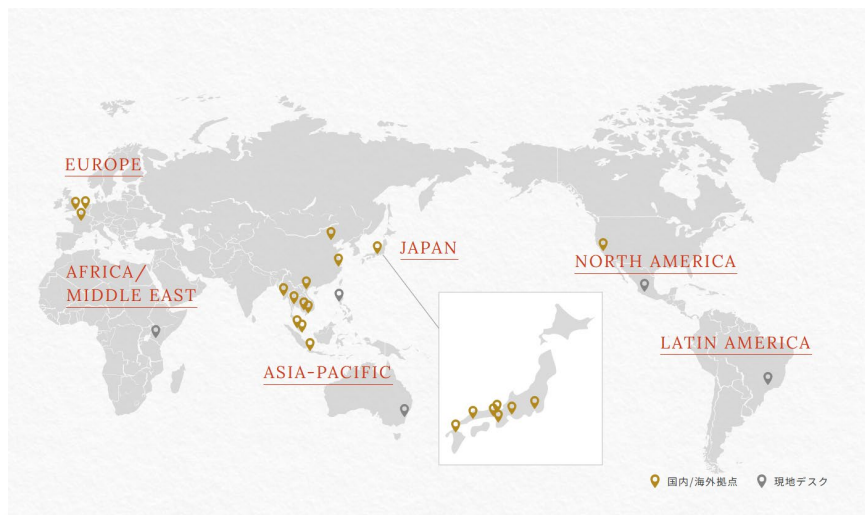 EUROPE
JAPAN
AFRICA/
MIDDLE EAST
NORTH AMERICA
ASIA-PACIFIC
LATIN AMERICA
国内/海外拠点
現地デスク